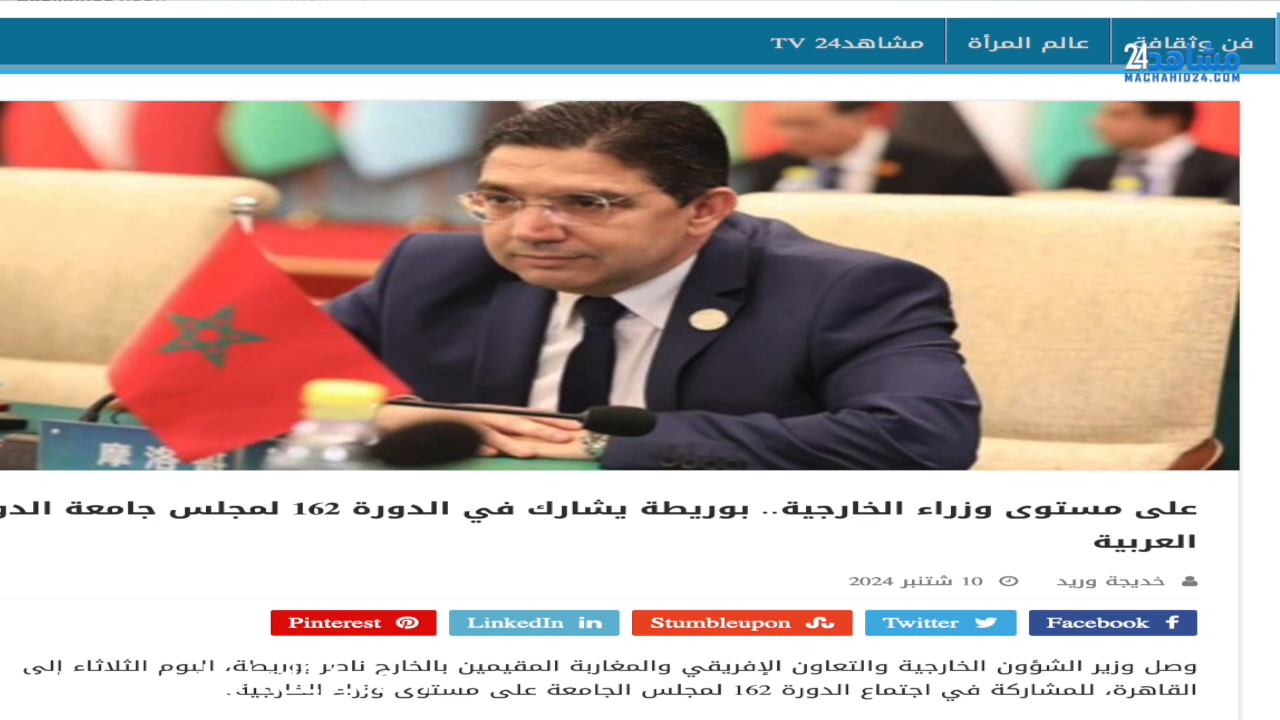 فن وثقافة
عالم المرأة
مشاهد24 TV
مشاهد24
MACHAHID24.COM
摩洛
على مستوى وزراء الخارجية.. بوريطة يشارك في الدورة 162 لمجلس جامعة
العربية
خديجة وريد
10 شتنبر 2024
Facebook
Twitter
Stumbleupon
LinkedIn
Pinterest
وصل وزير الشؤون الخارجية والتعاون الإفريقي والمغاربة المقيمين بالخارج ناصر بوريطة، اليوم الثلاثاء إلى
القاهرة، للمشاركة في اجتماع الدورة 162 لمجلس الجامعة على مستوى وزراء الخارجية.